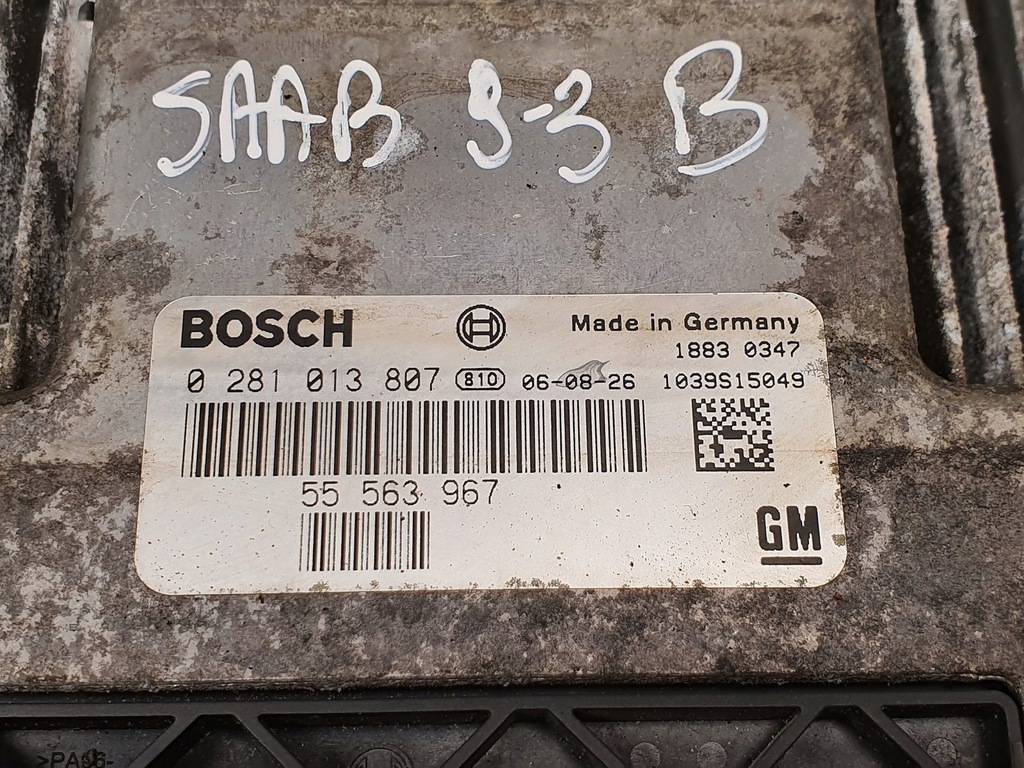 SAAB 9-3 B
BOSCH Made in Germany
1883 0347
0 281 013 807 810 06-08-26 1039S15049
55 563 967
GM